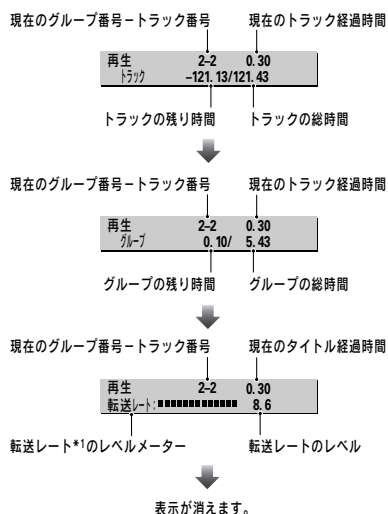 現在のグループ番号－トラック番号 現在のトラック経過時間
再生 2–2 0.30
トラック –121.13/121.43
トラックの残り時間 トラックの総時間
現在のグループ番号－トラック番号 現在のトラック経過時間
再生 2–2 0.30
グループ 0.10/ 5.43
グループの残り時間 グループの総時間
現在のグループ番号－トラック番号 現在のタイトル経過時間
再生 2–2 0.30
転送レート: 8.6
転送レート*1のレベルメーター 転送レートのレベル
表示が消えます。